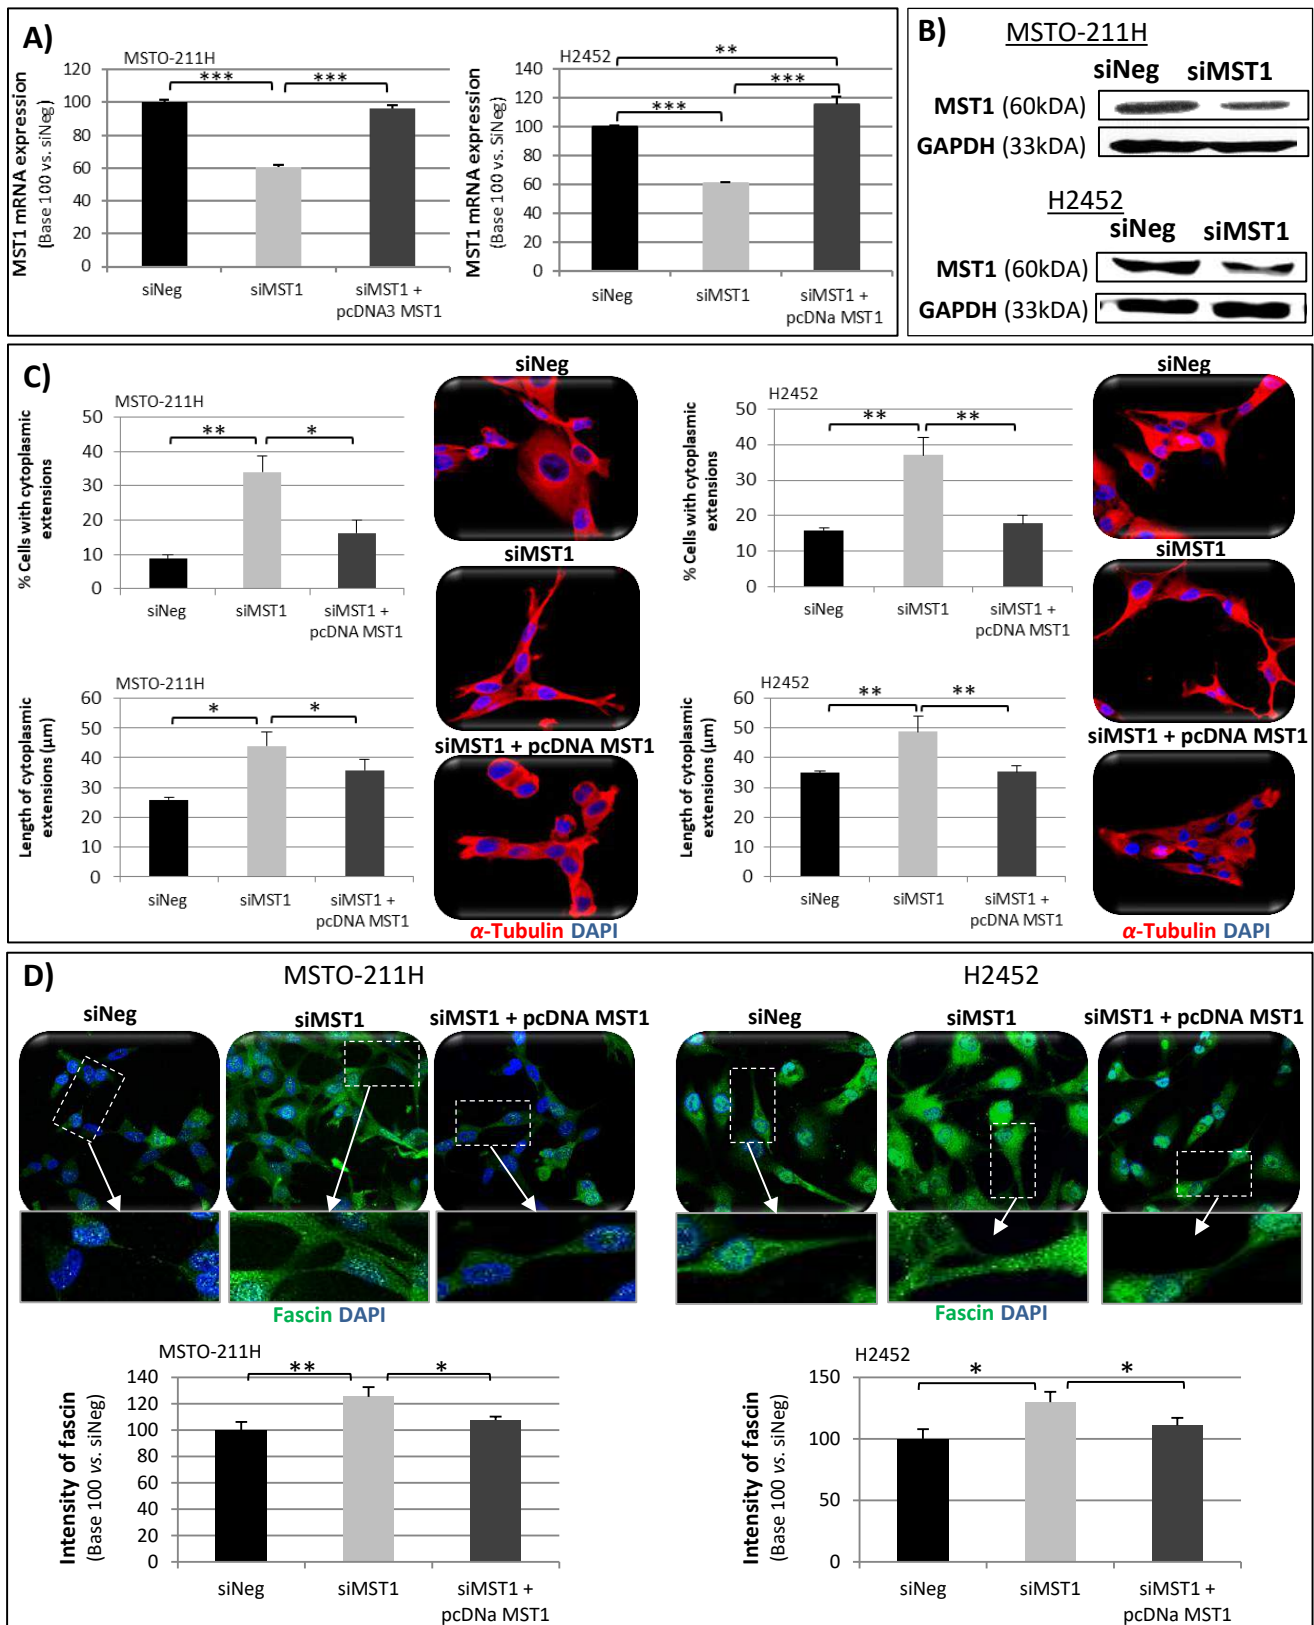 A)
MSTO-211H
MST1 mRNA expression
(Base 100 vs. siNeg)
120
100
80
60
40
20
0
***
***
siNeg
siMST1
siMST1 +
pcDNA3 MST1
H2452
MST1 mRNA expression
(Base 100 vs. SiNeg)
140
120
100
80
60
40
20
0
**
***
***
siNeg
siMST1
siMST1 +
pcDNa MST1
B)
MSTO-211H
siNeg siMST1
MST1 (60kDA)
GAPDH (33kDA)
H2452
siNeg siMST1
MST1 (60kDA)
GAPDH (33kDA)
C)
MSTO-211H
% Cells with cytoplasmic
extensions
50
40
30
20
10
0
**
*
siNeg
siMST1
siMST1 +
pcDNA MST1
MSTO-211H
Length of cytoplasmic
extensions (µm)
60
50
40
30
20
10
0
*
*
siNeg
siMST1
siMST1 +
pcDNA MST1
siNeg
siMST1
siMST1 + pcDNA MST1
α-Tubulin DAPI
H2452
% Cells with cytoplasmic
extensions
50
40
30
20
10
0
**
**
siNeg
siMST1
siMST1 +
pcDNA MST1
H2452
Length of cytoplasmic
extensions (µm)
60
50
40
30
20
10
0
**
**
siNeg
siMST1
siMST1 +
pcDNA MST1
siNeg
siMST1
siMST1 + pcDNA MST1
α-Tubulin DAPI
D)
MSTO-211H
siNeg
siMST1
siMST1 + pcDNA MST1
Fascin DAPI
H2452
siNeg
siMST1
siMST1 + pcDNA MST1
Fascin DAPI
MSTO-211H
Intensity of fascin
(Base 100 vs. siNeg)
140
120
100
80
60
40
20
0
**
*
siNeg
siMST1
siMST1 +
pcDNa MST1
H2452
Intensity of fascin
(Base 100 vs. siNeg)
150
100
50
0
*
*
siNeg
siMST1
siMST1 +
pcDNa MST1